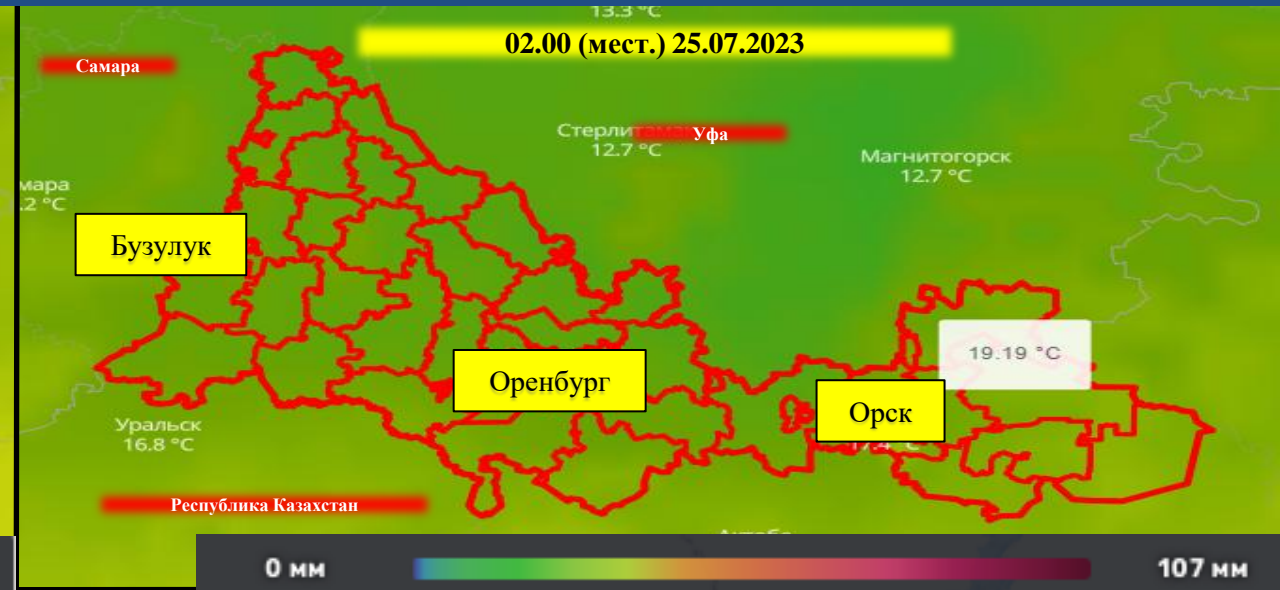 13.3 °C
02.00 (мест.) 25.07.2023
Самара
Уфа
12.7 °C
Магнитогорск
12.7 °C
мара
.2 °C
Бузулук
19.19 °C
Оренбург
Орск
Уральск
16.8 °C
Республика Казахстан
0 мм
107 мм